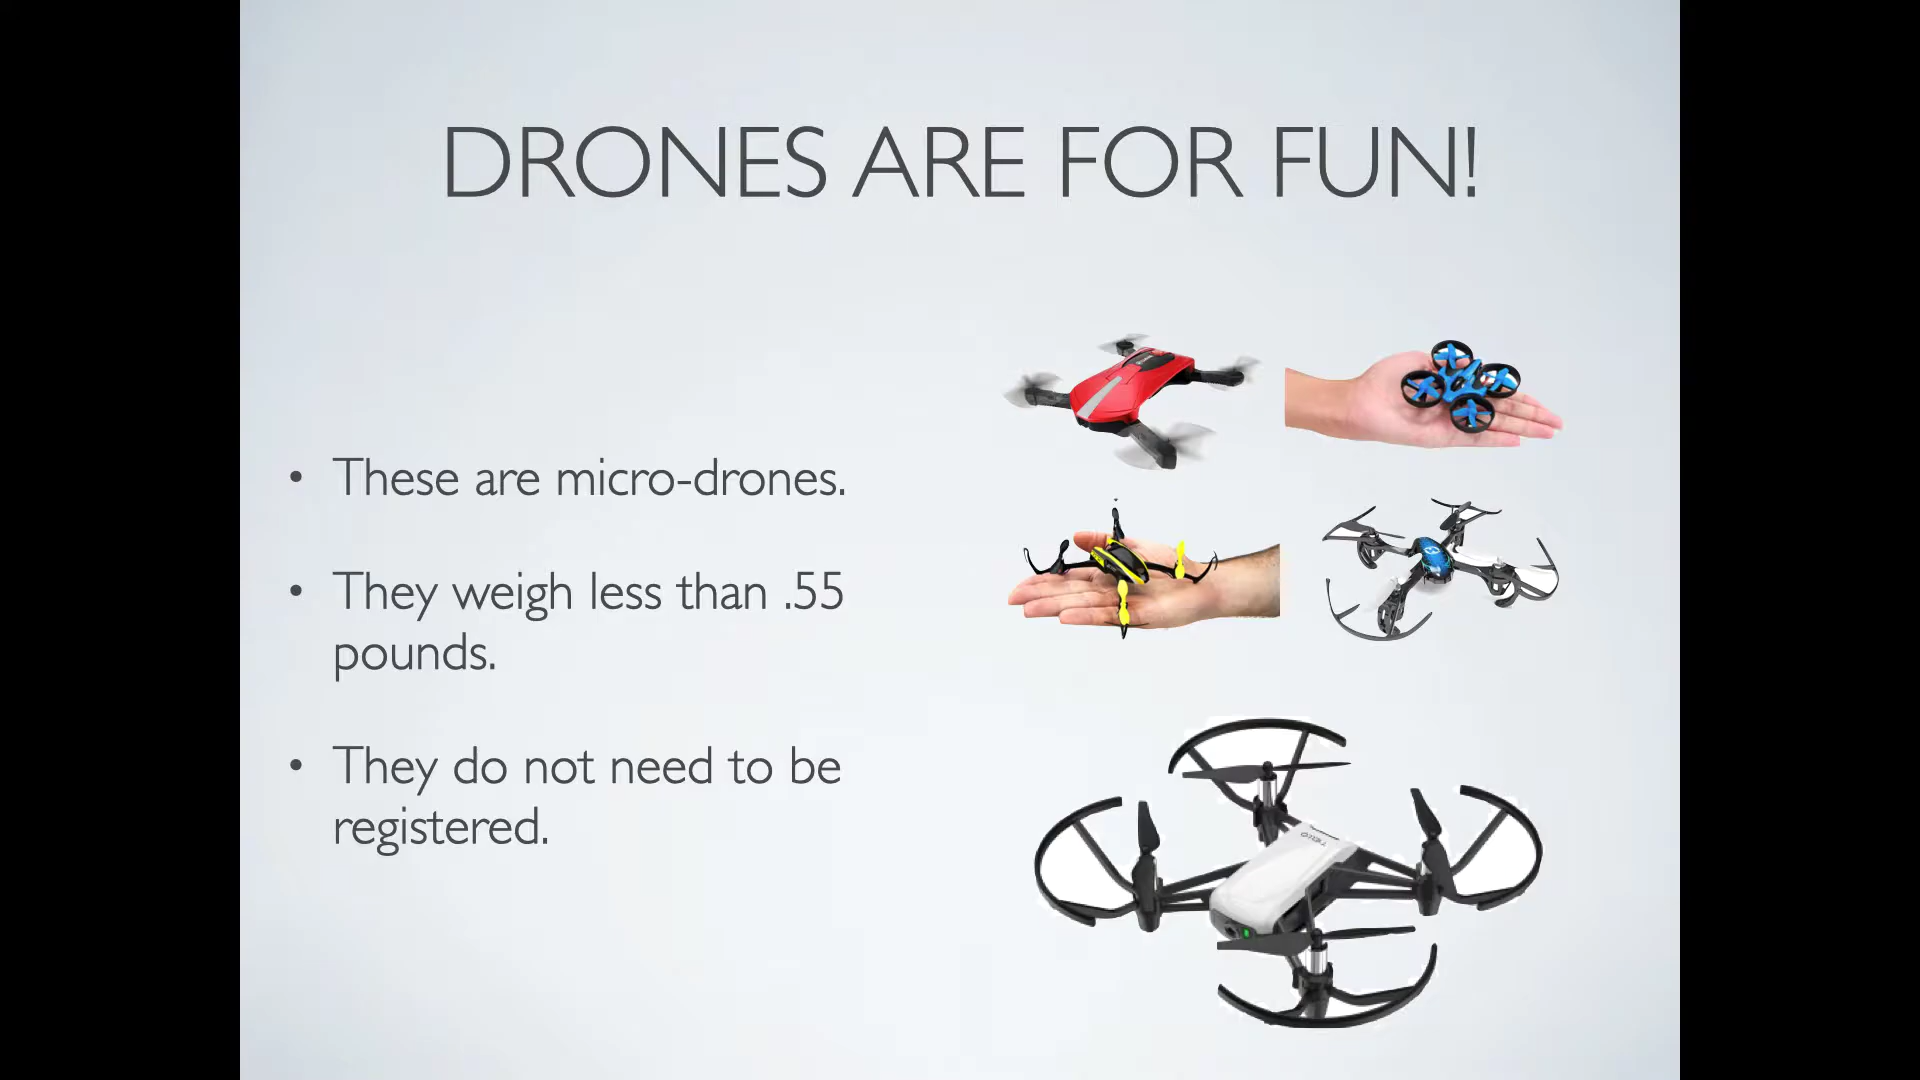 DRONES ARE FOR FUN!
• These are micro-drones.
• They weigh less than .55
pounds.
• They do not need to be
registered.
TELLO